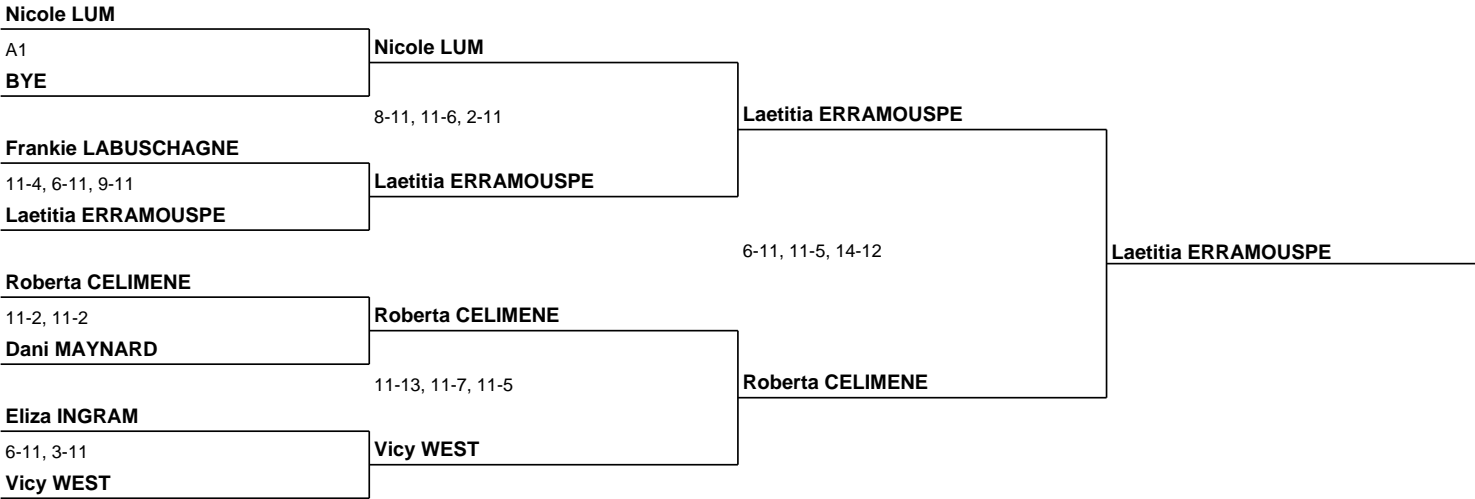 Nicole LUM
A1
BYE
Nicole LUM
8-11, 11-6, 2-11
Frankie LABUSCHAGNE
11-4, 6-11, 9-11
Laetitia ERRAMOUSPE
Laetitia ERRAMOUSPE
Laetitia ERRAMOUSPE
6-11, 11-5, 14-12
Laetitia ERRAMOUSPE
Roberta CELIMENE
11-2, 11-2
Dani MAYNARD
Roberta CELIMENE
11-13, 11-7, 11-5
Roberta CELIMENE
Eliza INGRAM
6-11, 3-11
Vicy WEST
Vicy WEST